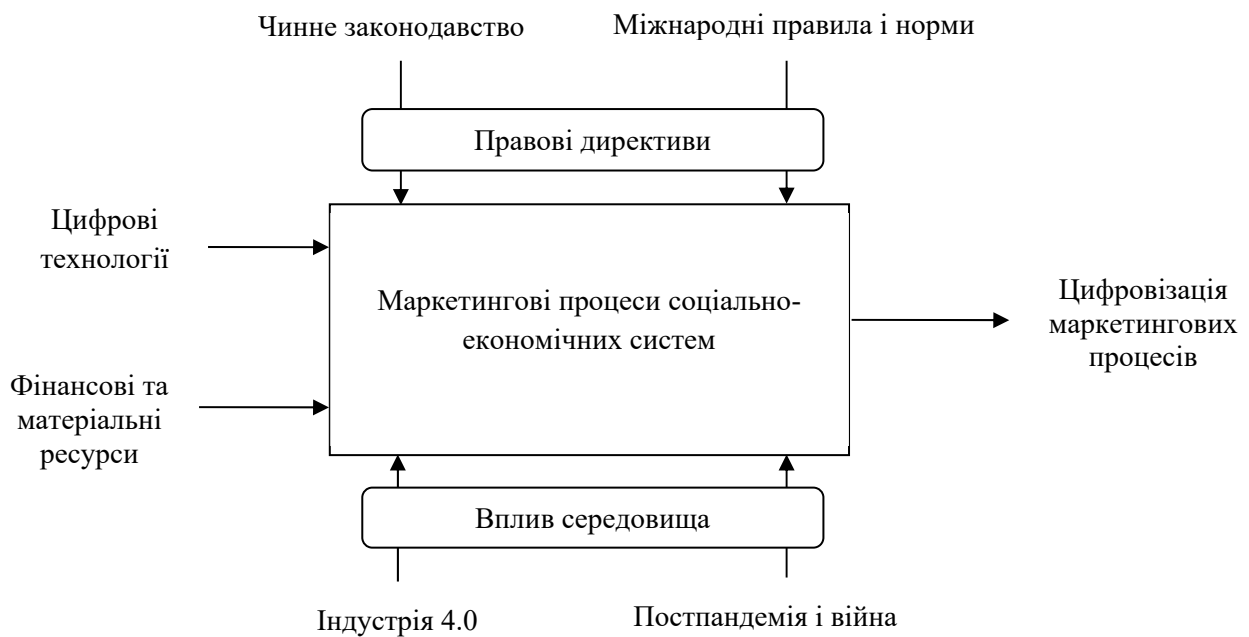 Чинне законодавство
Міжнародні правила і норми
Правові директиви
Цифрові
технології
Маркетингові процеси соціально-
економічних систем
Цифровізація
маркетингових
процесів
Фінансові та
матеріальні
ресурси
Вплив середовища
Індустрія 4.0
Постпандемія і війна